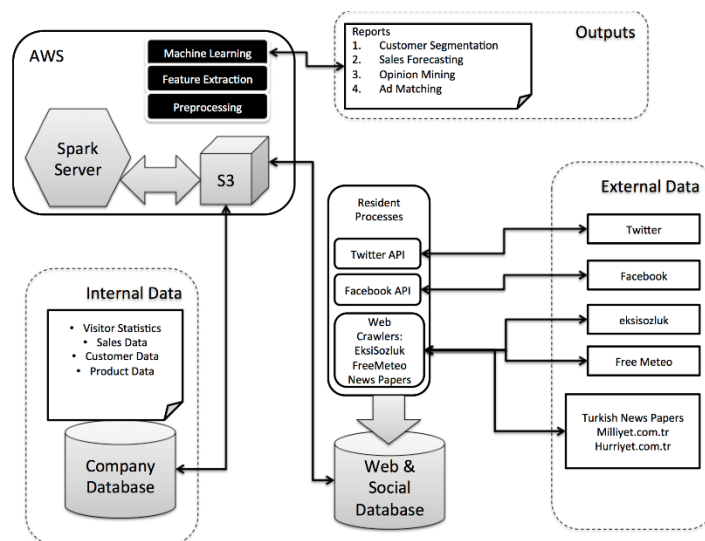 AWS
Machine Learning
Feature Extraction
Preprocessing
Spark
Server
S3
Reports
1. Customer Segmentation
2. Sales Forecasting
3. Opinion Mining
4. Ad Matching
Outputs
Internal Data
• Visitor Statistics
• Sales Data
• Customer Data
• Product Data
Company
Database
Resident
Processes
Twitter API
Facebook API
Web
Crawlers:
EksiSozluk
FreeMeteo
News Papers
Web &
Social
Database
External Data
Twitter
Facebook
eksisozluk
Free Meteo
Turkish News Papers
Milliyet.com.tr
Hurriyet.com.tr